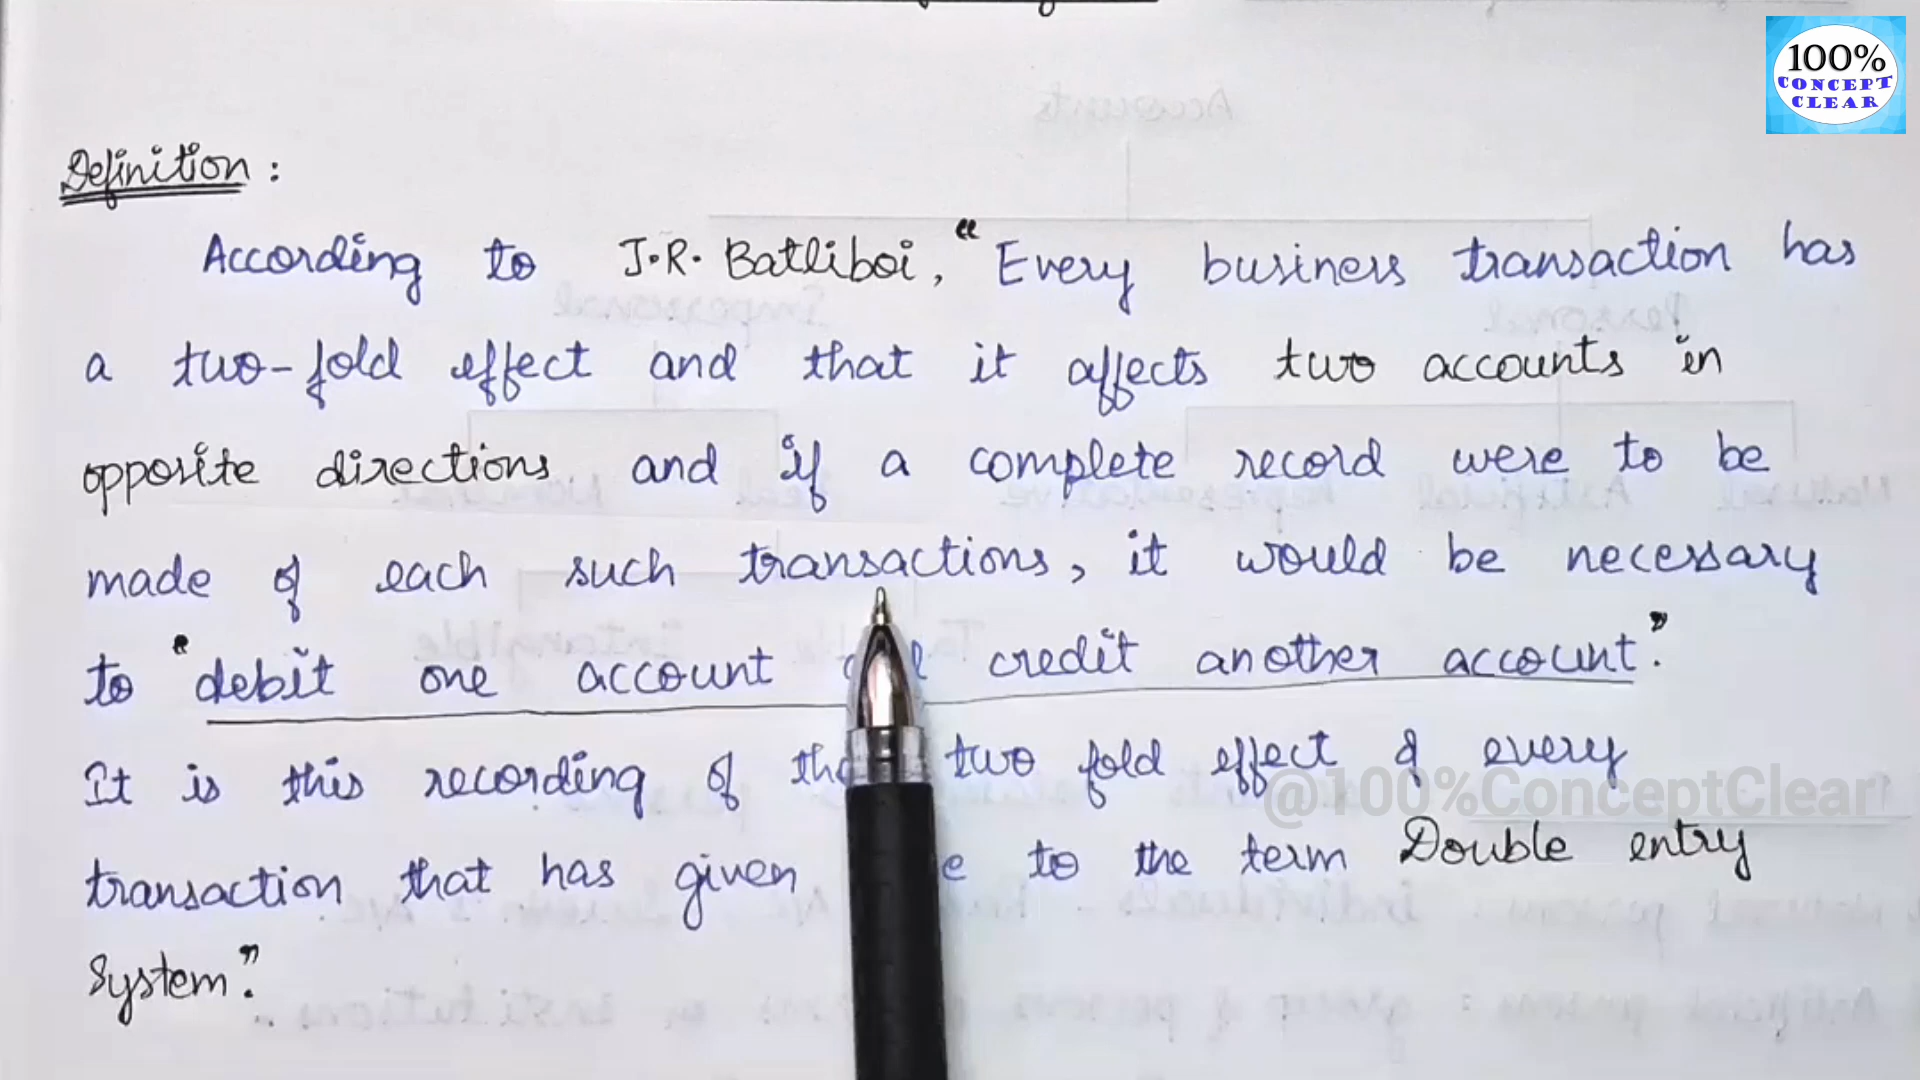 100%
CONCEPT
CLEAR
Definition :
According to J.R. Batliboi, "Every business transaction has
a two-fold effect and that it affects two accounts in
opposite directions and if a complete record were to be
made of each such transactions, it would be necessary
to "debit one account credit another account".
It is this recording of two fold effect of every
@100%ConceptClear
transaction that has given to the term Double entry
System".